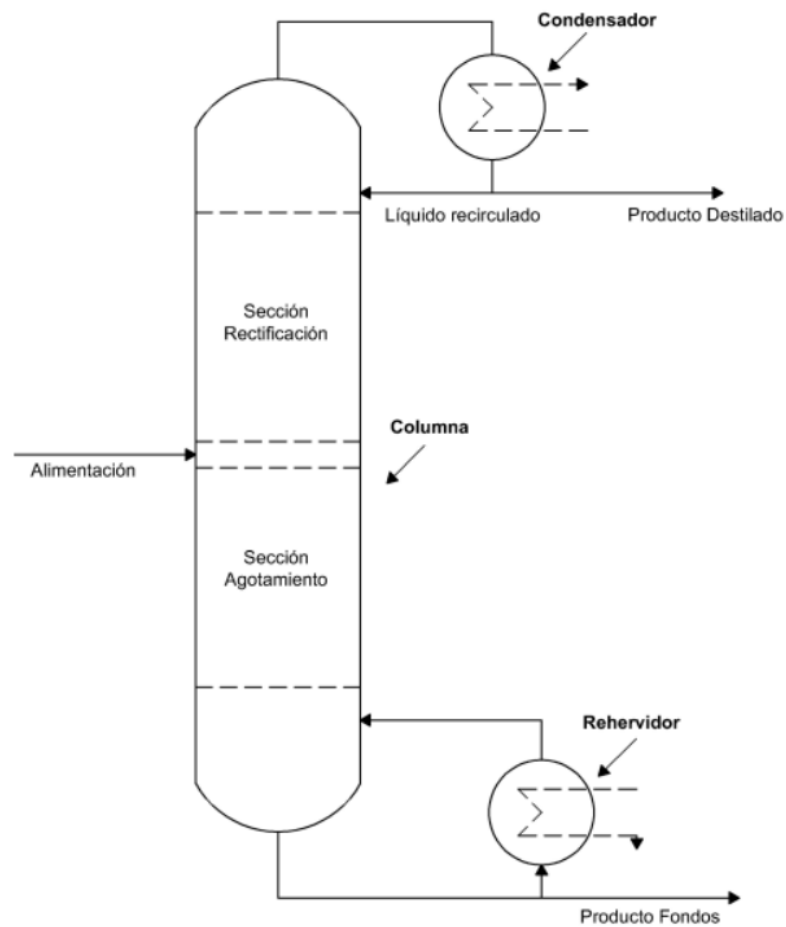 Condensador
Líquido recirculado
Producto Destilado
Sección
Rectificación
Columna
Alimentación
Sección
Agotamiento
Rehervidor
Producto Fondos